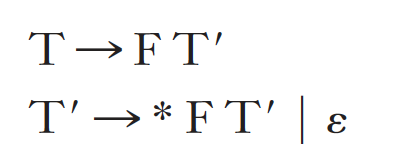 T → F T′
T′ → * F T′ | ε